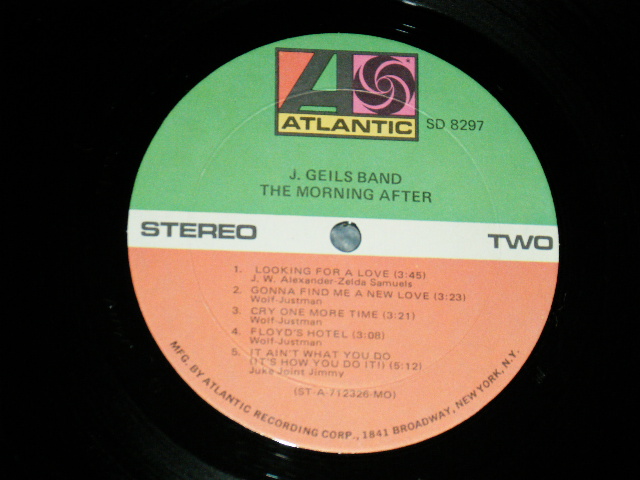 ATLANTIC
SD 8297
J. GEILS BAND
THE MORNING AFTER
STEREO
TWO
1. LOOKING FOR A LOVE (3:45)
J. W. Alexander-Zelda Samuels
2. GONNA FIND ME A NEW LOVE (3:23)
Wolf-Justman
3. CRY ONE MORE TIME (3:21)
Wolf-Justman
4. FLOYD'S HOTEL (3:08)
Wolf-Justman
5. IT AIN'T WHAT YOU DO
(IT'S HOW YOU DO IT!) (5:12)
Juke Joint Jimmy
(ST-A-712326-MO)
MFG. BY ATLANTIC RECORDING CORP., 1841 BROADWAY, NEW YORK, N.Y.